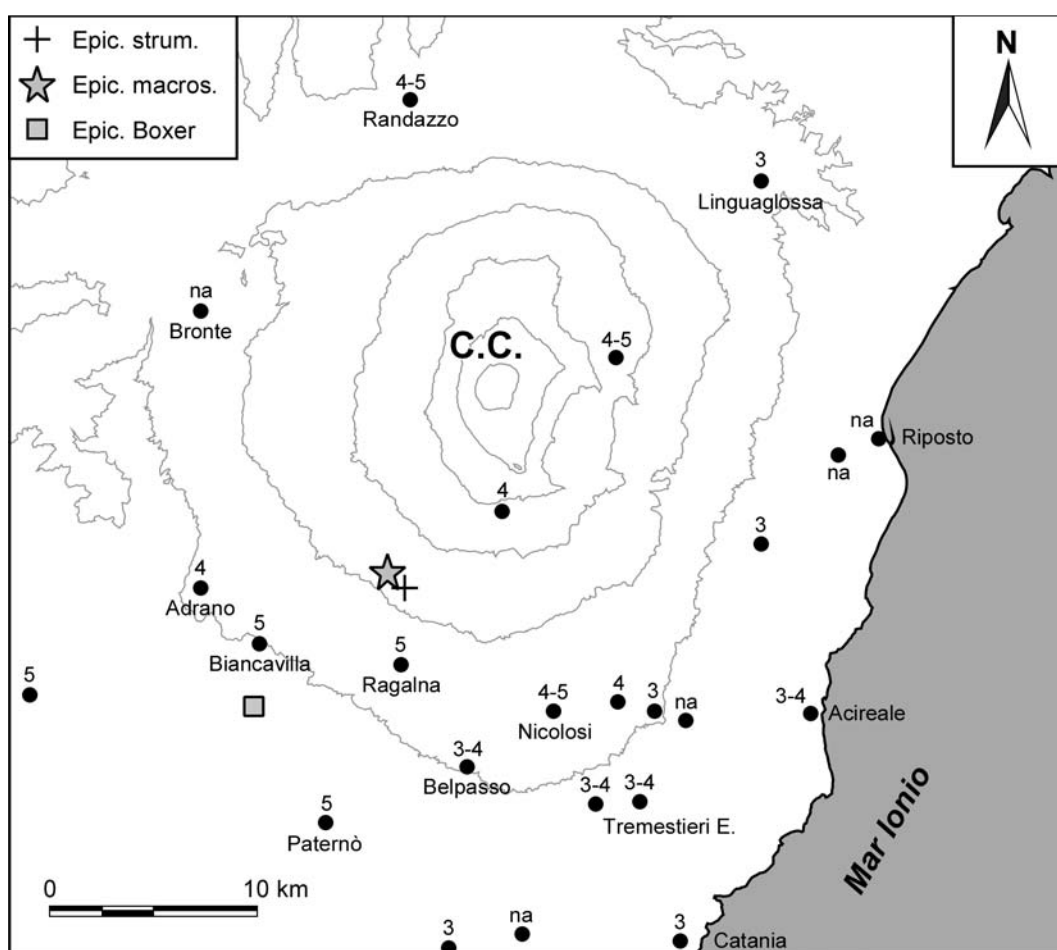 Epic. strum.
Epic. macros.
Epic. Boxer
N
4-5
Randazzo
3
Linguaglossa
na
Bronte
C.C.
4-5
na
Riposto
na
4
3
4
Adrano
5
Biancavilla
5
Ragalna
5
4-5
Nicolosi
4
3
na
3-4
Acireale
3-4
Belpasso
3-4
3-4
Tremestieri E.
5
Paternò
Mar Ionio
0
10 km
3
na
3
Catania